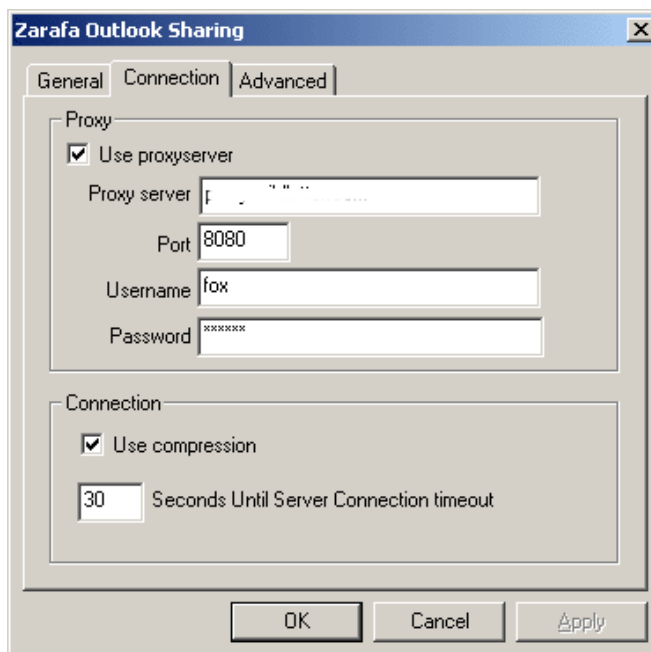 Zarafa Outlook Sharing
General Connection Advanced
Proxy
Use proxyserver
Proxy server
Port 8080
Username fox
Password ******
Connection
Use compression
30 Seconds Until Server Connection timeout
OK Cancel Apply